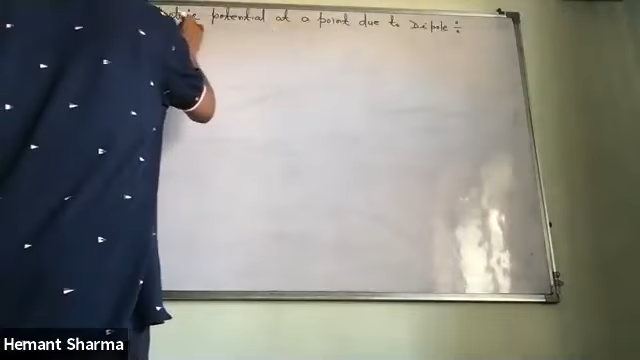 potential at a point due to Dipole :
Hemant Sharma